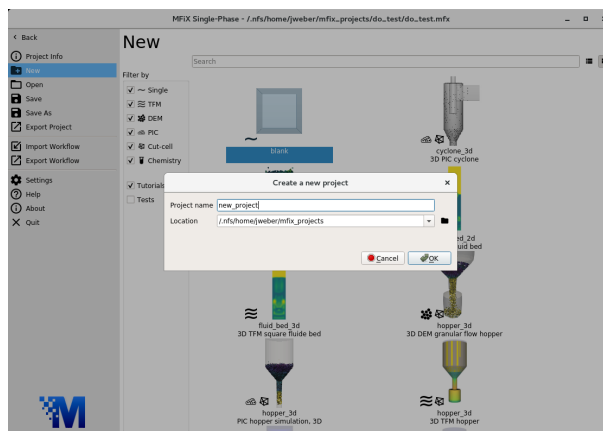 MFiX Single-Phase - /.nfs/home/jweber/mfix_projects/do_test/do_test.mfx
Back
Project Info
New
Open
Save
Save As
Export Project
Import Workflow
Export Workflow
Settings
Help
About
Quit
New
Search
Filter by
Single
TFM
DEM
PIC
Cut-cell
Chemistry
Tutorials
Tests
blank
cyclone_3d
3D PIC cyclone
Create a new project
Project name new_project
Location /.nfs/home/jweber/mfix_projects
Cancel OK
fluid_bed_3d
3D TFM square fluide bed
hopper_3d
3D DEM granular flow hopper
hopper_3d
PIC hopper simulation, 3D
hopper_3d
3D TFM hopper
M